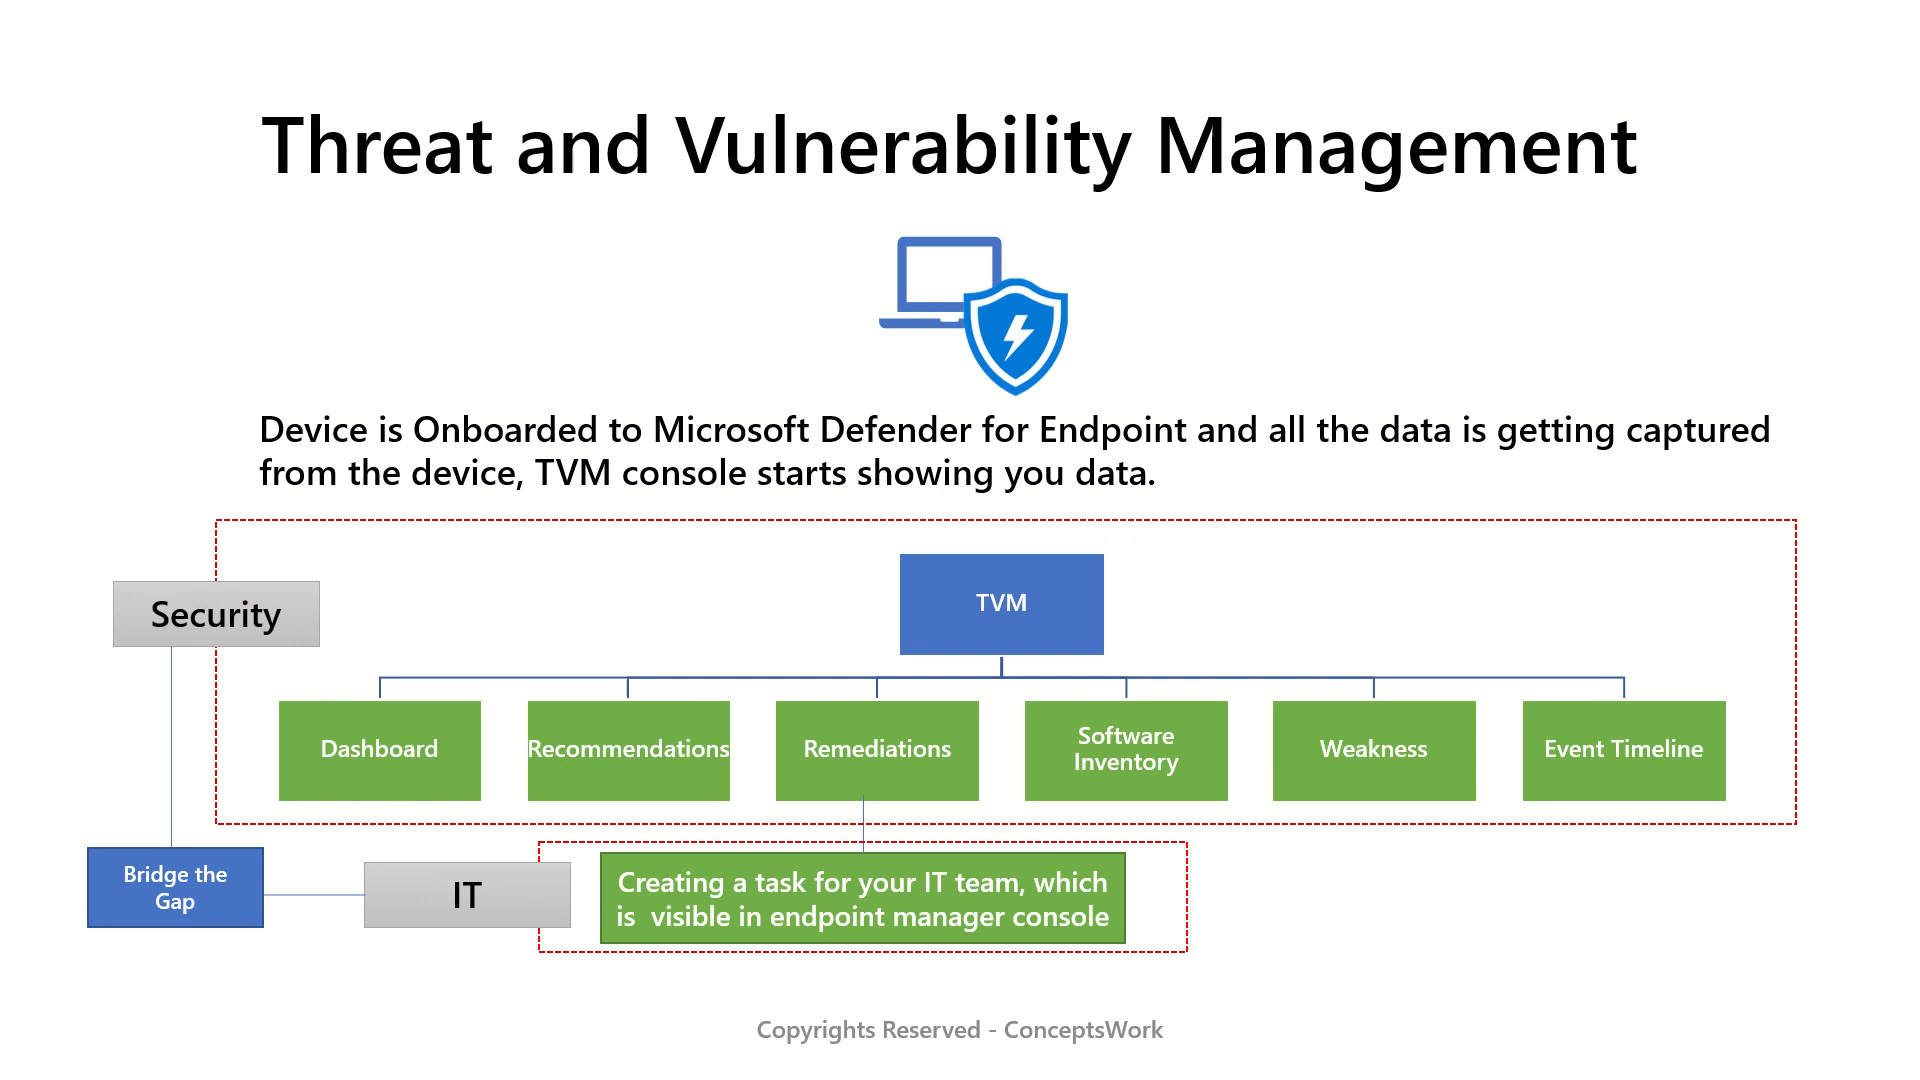 Threat and Vulnerability Management
Device is Onboarded to Microsoft Defender for Endpoint and all the data is getting captured
from the device, TVM console starts showing you data.
Security
TVM
Dashboard
Recommendations
Remediations
Software
Inventory
Weakness
Event Timeline
Bridge the
Gap
IT
Creating a task for your IT team, which
is  visible in endpoint manager console
Copyrights Reserved - ConceptsWork